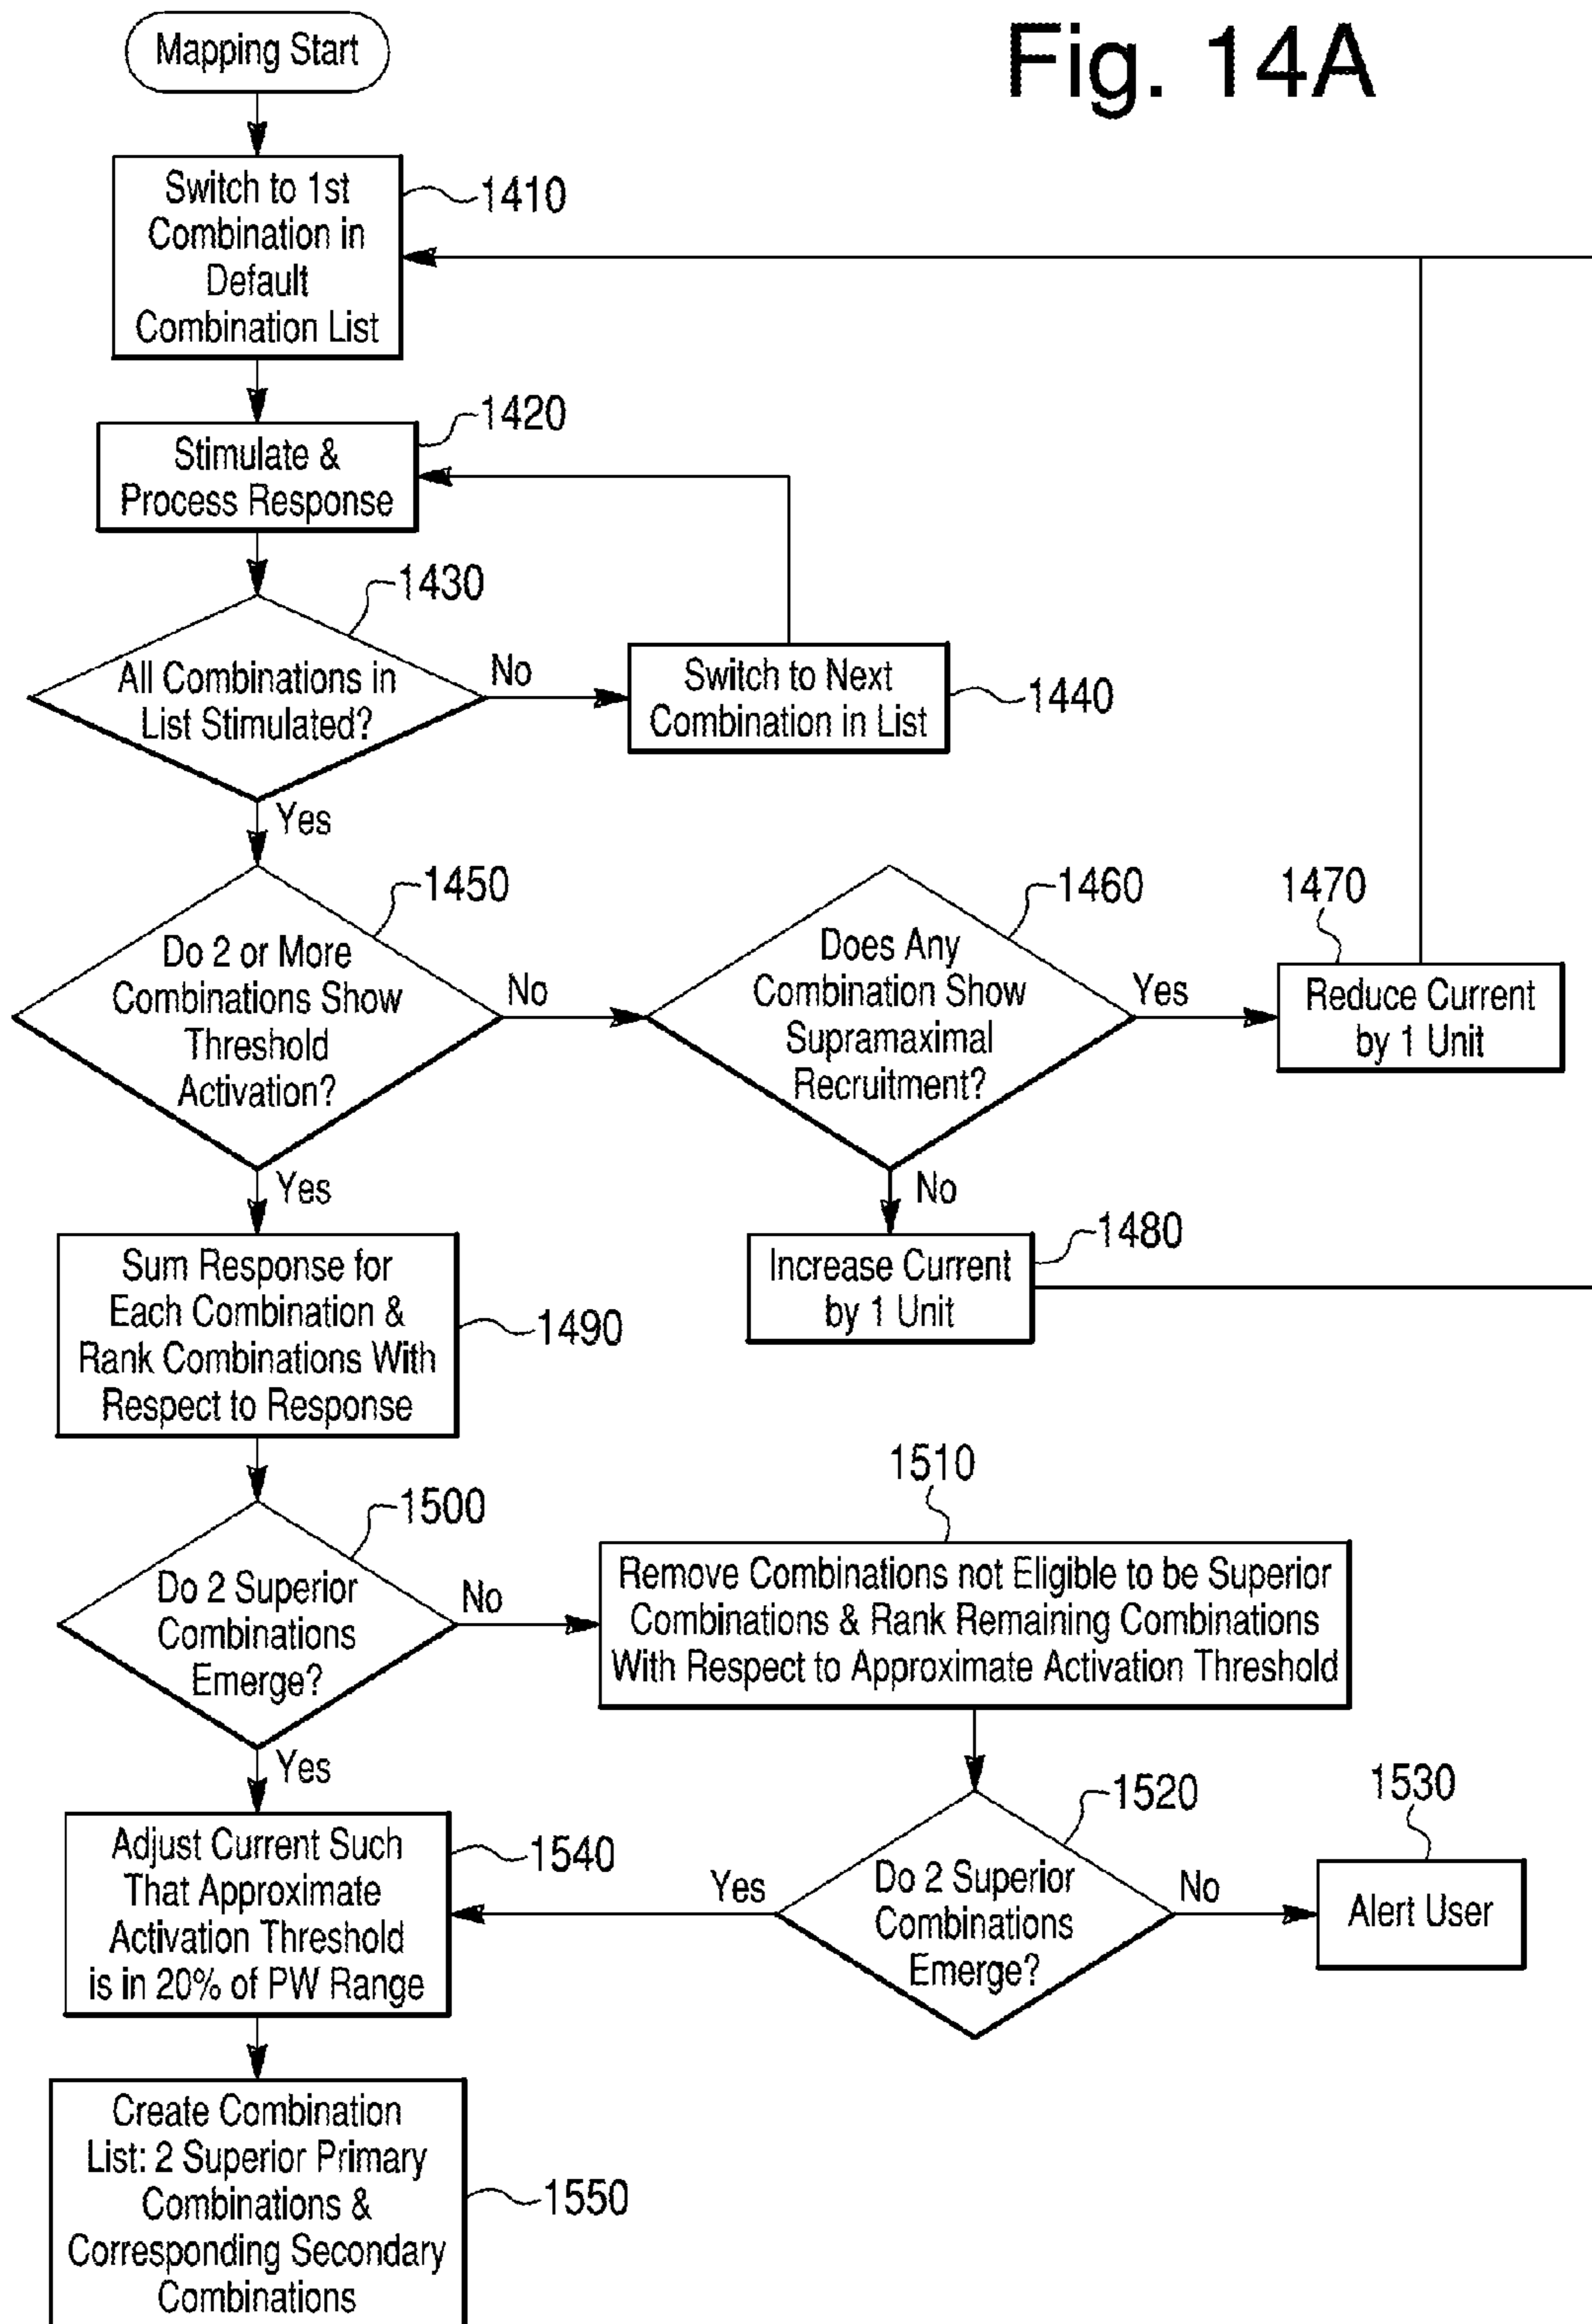 Fig. 14A
Mapping Start
Switch to 1st
Combination in
Default
Combination List
1410
Stimulate &
Process Response
1420
All Combinations in
List Stimulated?
1430
No
Switch to Next
Combination in List
1440
Yes
Do 2 or More
Combinations Show
Threshold
Activation?
1450
No
Does Any
Combination Show
Supramaximal
Recruitment?
1460
Yes
Reduce Current
by 1 Unit
1470
No
Increase Current
by 1 Unit
1480
Yes
Sum Response for
Each Combination &
Rank Combinations With
Respect to Response
1490
Do 2 Superior
Combinations
Emerge?
1500
No
Remove Combinations not Eligible to be Superior
Combinations & Rank Remaining Combinations
With Respect to Approximate Activation Threshold
1510
Do 2 Superior
Combinations
Emerge?
1520
No
Alert User
1530
Yes
Yes
Adjust Current Such
That Approximate
Activation Threshold
is in 20% of PW Range
1540
Create Combination
List: 2 Superior Primary
Combinations &
Corresponding Secondary
Combinations
1550